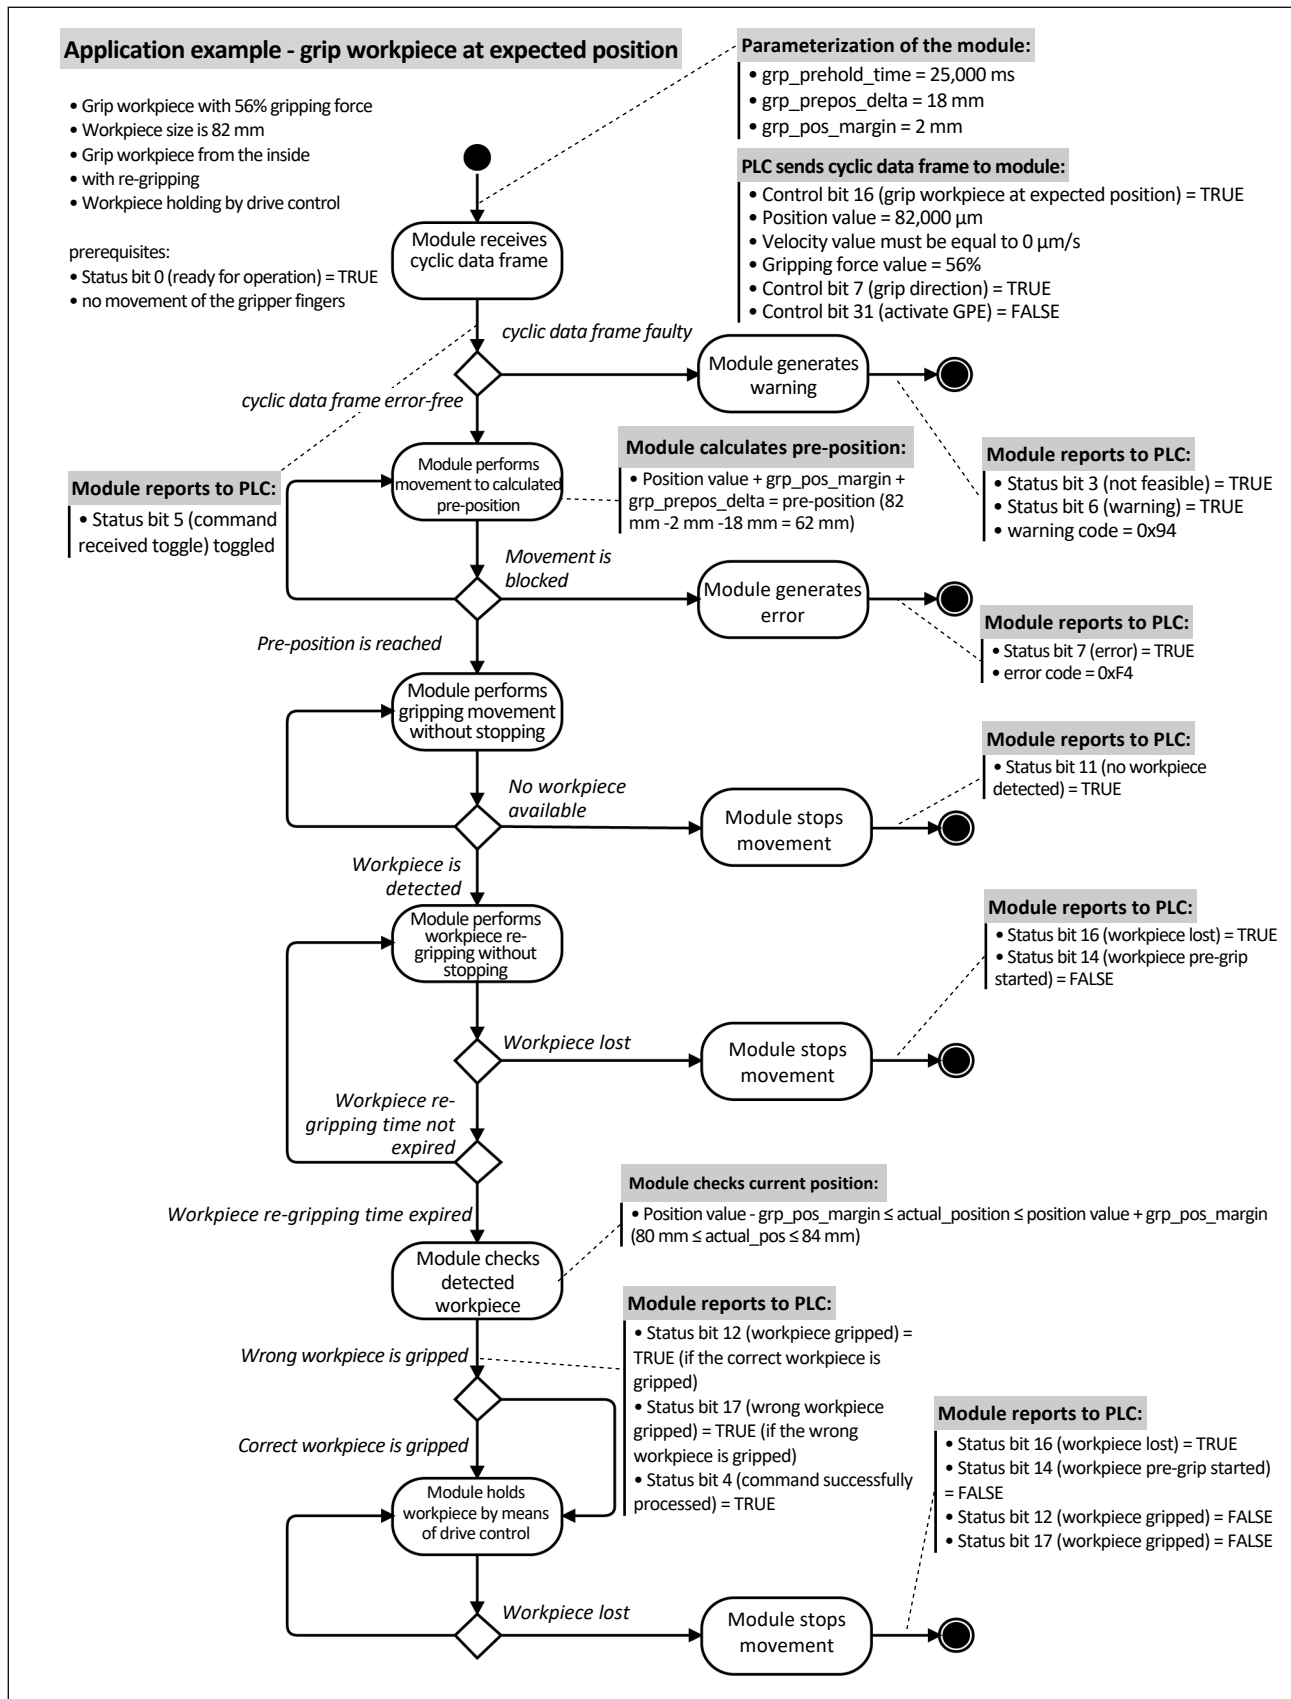 Application example - grip workpiece at expected position
• Grip workpiece with 56% gripping force
• Workpiece size is 82 mm
• Grip workpiece from the inside
• with re-gripping
• Workpiece holding by drive control
prerequisites:
• Status bit 0 (ready for operation) = TRUE
• no movement of the gripper fingers
Parameterization of the module:
• grp_prehold_time = 25,000 ms
• grp_prepos_delta = 18 mm
• grp_pos_margin = 2 mm
PLC sends cyclic data frame to module:
• Control bit 16 (grip workpiece at expected position) = TRUE
• Position value = 82,000 µm
• Velocity value must be equal to 0 µm/s
• Gripping force value = 56%
• Control bit 7 (grip direction) = TRUE
• Control bit 31 (activate GPE) = FALSE
Module receives
cyclic data frame
cyclic data frame faulty
Module generates
warning
cyclic data frame error-free
Module reports to PLC:
• Status bit 3 (not feasible) = TRUE
• Status bit 6 (warning) = TRUE
• warning code = 0x94
Module reports to PLC:
• Status bit 5 (command
received toggle) toggled
Module performs
movement to calculated
pre-position
Module calculates pre-position:
• Position value + grp_pos_margin +
grp_prepos_delta = pre-position (82
mm -2 mm -18 mm = 62 mm)
Movement is
blocked
Module generates
error
Module reports to PLC:
• Status bit 7 (error) = TRUE
• error code = 0xF4
Pre-position is reached
Module performs
gripping movement
without stopping
No workpiece
available
Module stops
movement
Module reports to PLC:
• Status bit 11 (no workpiece
detected) = TRUE
Workpiece is
detected
Module performs
workpiece re-
gripping without
stopping
Module reports to PLC:
• Status bit 16 (workpiece lost) = TRUE
• Status bit 14 (workpiece pre-grip
started) = FALSE
Workpiece lost
Module stops
movement
Workpiece re-
gripping time not
expired
Workpiece re-gripping time expired
Module checks current position:
• Position value - grp_pos_margin ≤ actual_position ≤ position value + grp_pos_margin
(80 mm ≤ actual_pos ≤ 84 mm)
Module checks
detected
workpiece
Module reports to PLC:
• Status bit 12 (workpiece gripped) =
TRUE (if the correct workpiece is
gripped)
• Status bit 17 (wrong workpiece
gripped) = TRUE (if the wrong
workpiece is gripped)
• Status bit 4 (command successfully
processed) = TRUE
Wrong workpiece is gripped
Correct workpiece is gripped
Module holds
workpiece by means
of drive control
Module reports to PLC:
• Status bit 16 (workpiece lost) = TRUE
• Status bit 14 (workpiece pre-grip started)
= FALSE
• Status bit 12 (workpiece gripped) = FALSE
• Status bit 17 (workpiece gripped) = FALSE
Workpiece lost
Module stops
movement